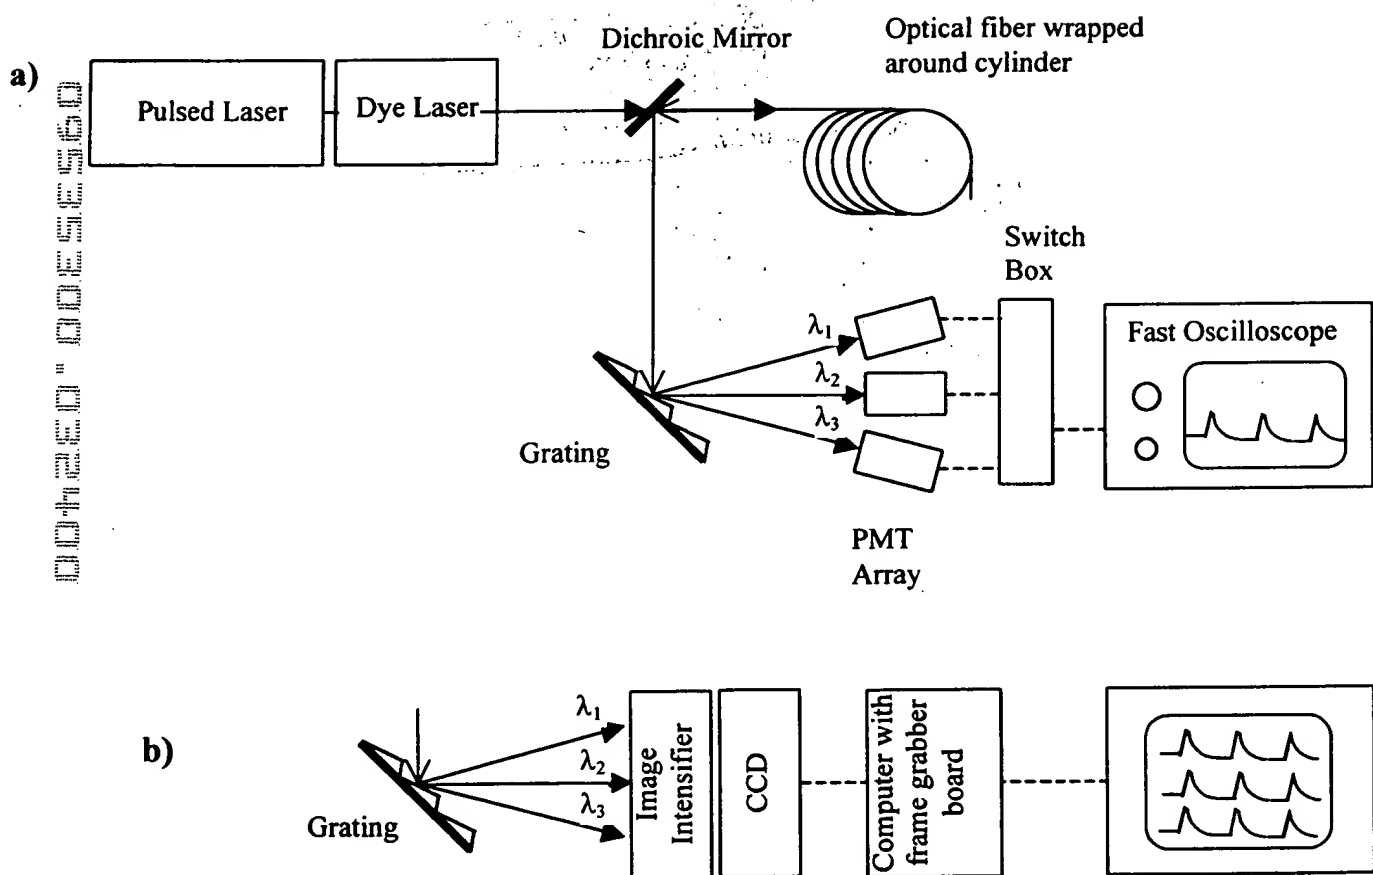 a)
Pulsed Laser
Dye Laser
Dichroic Mirror
Optical fiber wrapped
around cylinder
Switch
Box
λ1
λ2
λ3
Fast Oscilloscope
Grating
PMT
Array
b)
λ1
λ2
λ3
Grating
Image
Intensifier
CCD
Computer with
frame grabber
board